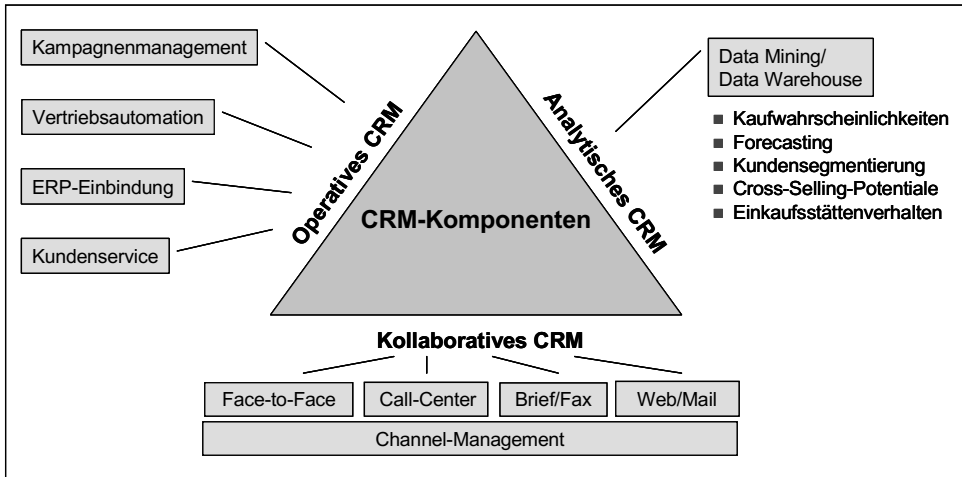 Kampagnenmanagement
Vertriebsautomation
ERP-Einbindung
Kundenservice
Operatives CRM
CRM-Komponenten
Analytisches CRM
Data Mining/
Data Warehouse
■ Kaufwahrscheinlichkeiten
■ Forecasting
■ Kundensegmentierung
■ Cross-Selling-Potentiale
■ Einkaufsstättenverhalten
Kollaboratives CRM
Face-to-Face
Call-Center
Brief/Fax
Web/Mail
Channel-Management